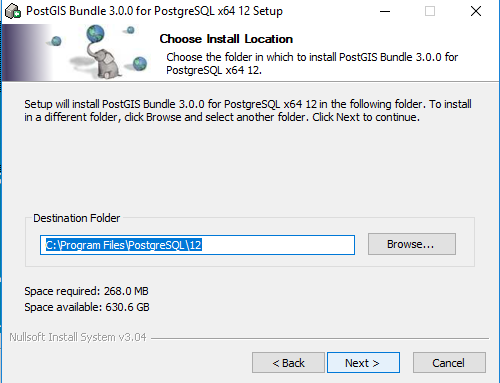 PostGIS Bundle 3.0.0 for PostgreSQL x64 12 Setup
Choose Install Location
Choose the folder in which to install PostGIS Bundle 3.0.0 for
PostgreSQL x64 12.
Setup will install PostGIS Bundle 3.0.0 for PostgreSQL x64 12 in the following folder. To install
in a different folder, click Browse and select another folder. Click Next to continue.
Destination Folder
C:\Program Files\PostgreSQL\12
Browse...
Space required: 268.0 MB
Space available: 630.6 GB
Nullsoft Install System v3.04
< Back
Next >
Cancel